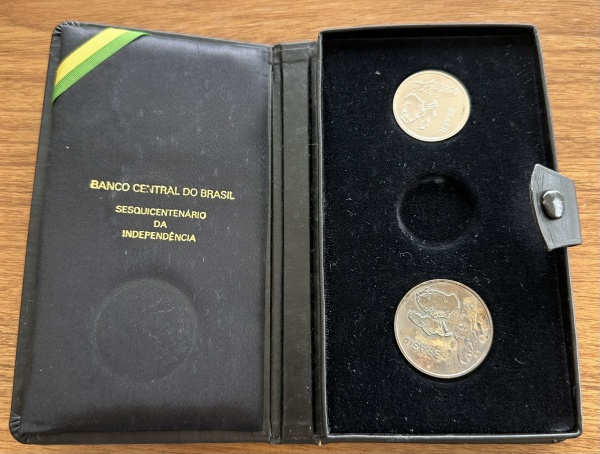 BANCO CENTRAL DO BRASIL
SESQUICENTENÁRIO
DA
INDEPENDÊNCIA